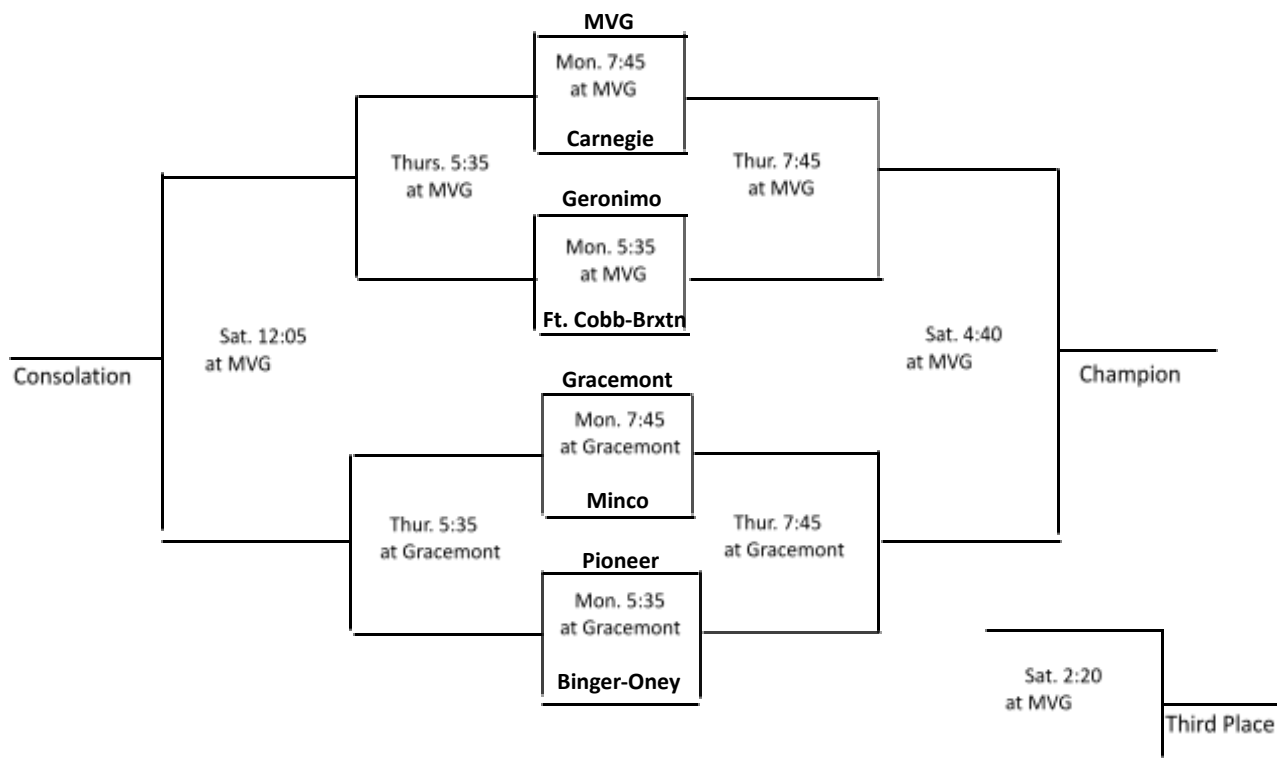 MVG
Mon. 7:45
at MVG
Carnegie
Thurs. 5:35
at MVG
Thur. 7:45
at MVG
Geronimo
Mon. 5:35
at MVG
Ft. Cobb-Brxtn
Sat. 12:05
at MVG
Sat. 4:40
at MVG
Consolation
Champion
Gracemont
Mon. 7:45
at Gracemont
Minco
Thur. 5:35
at Gracemont
Thur. 7:45
at Gracemont
Pioneer
Mon. 5:35
at Gracemont
Binger-Oney
Sat. 2:20
at MVG
Third Place